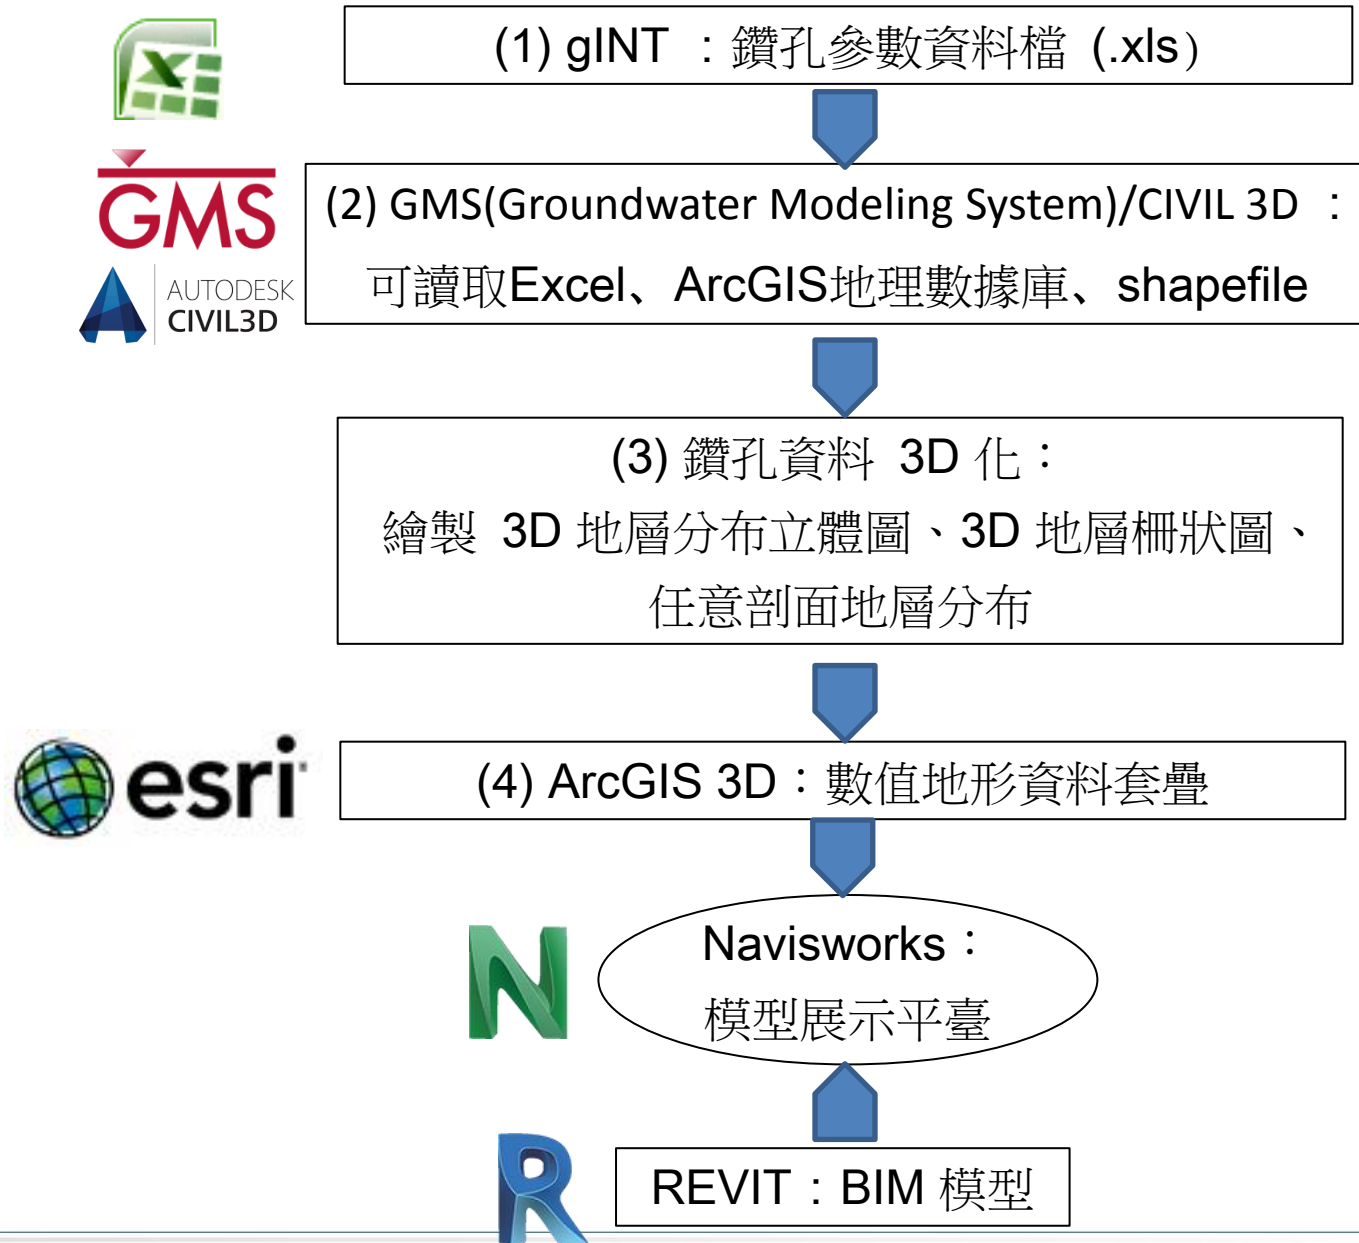 (1) gINT ：鑽孔參數資料檔 (.xls)
GMS
(2) GMS(Groundwater Modeling System)/CIVIL 3D ：
可讀取Excel、ArcGIS地理數據庫、shapefile
AUTODESK
CIVIL3D
(3) 鑽孔資料 3D 化：
繪製 3D 地層分布立體圖、3D 地層柵狀圖、
任意剖面地層分布
esri
(4) ArcGIS 3D：數值地形資料套疊
Navisworks：
模型展示平臺
REVIT：BIM 模型